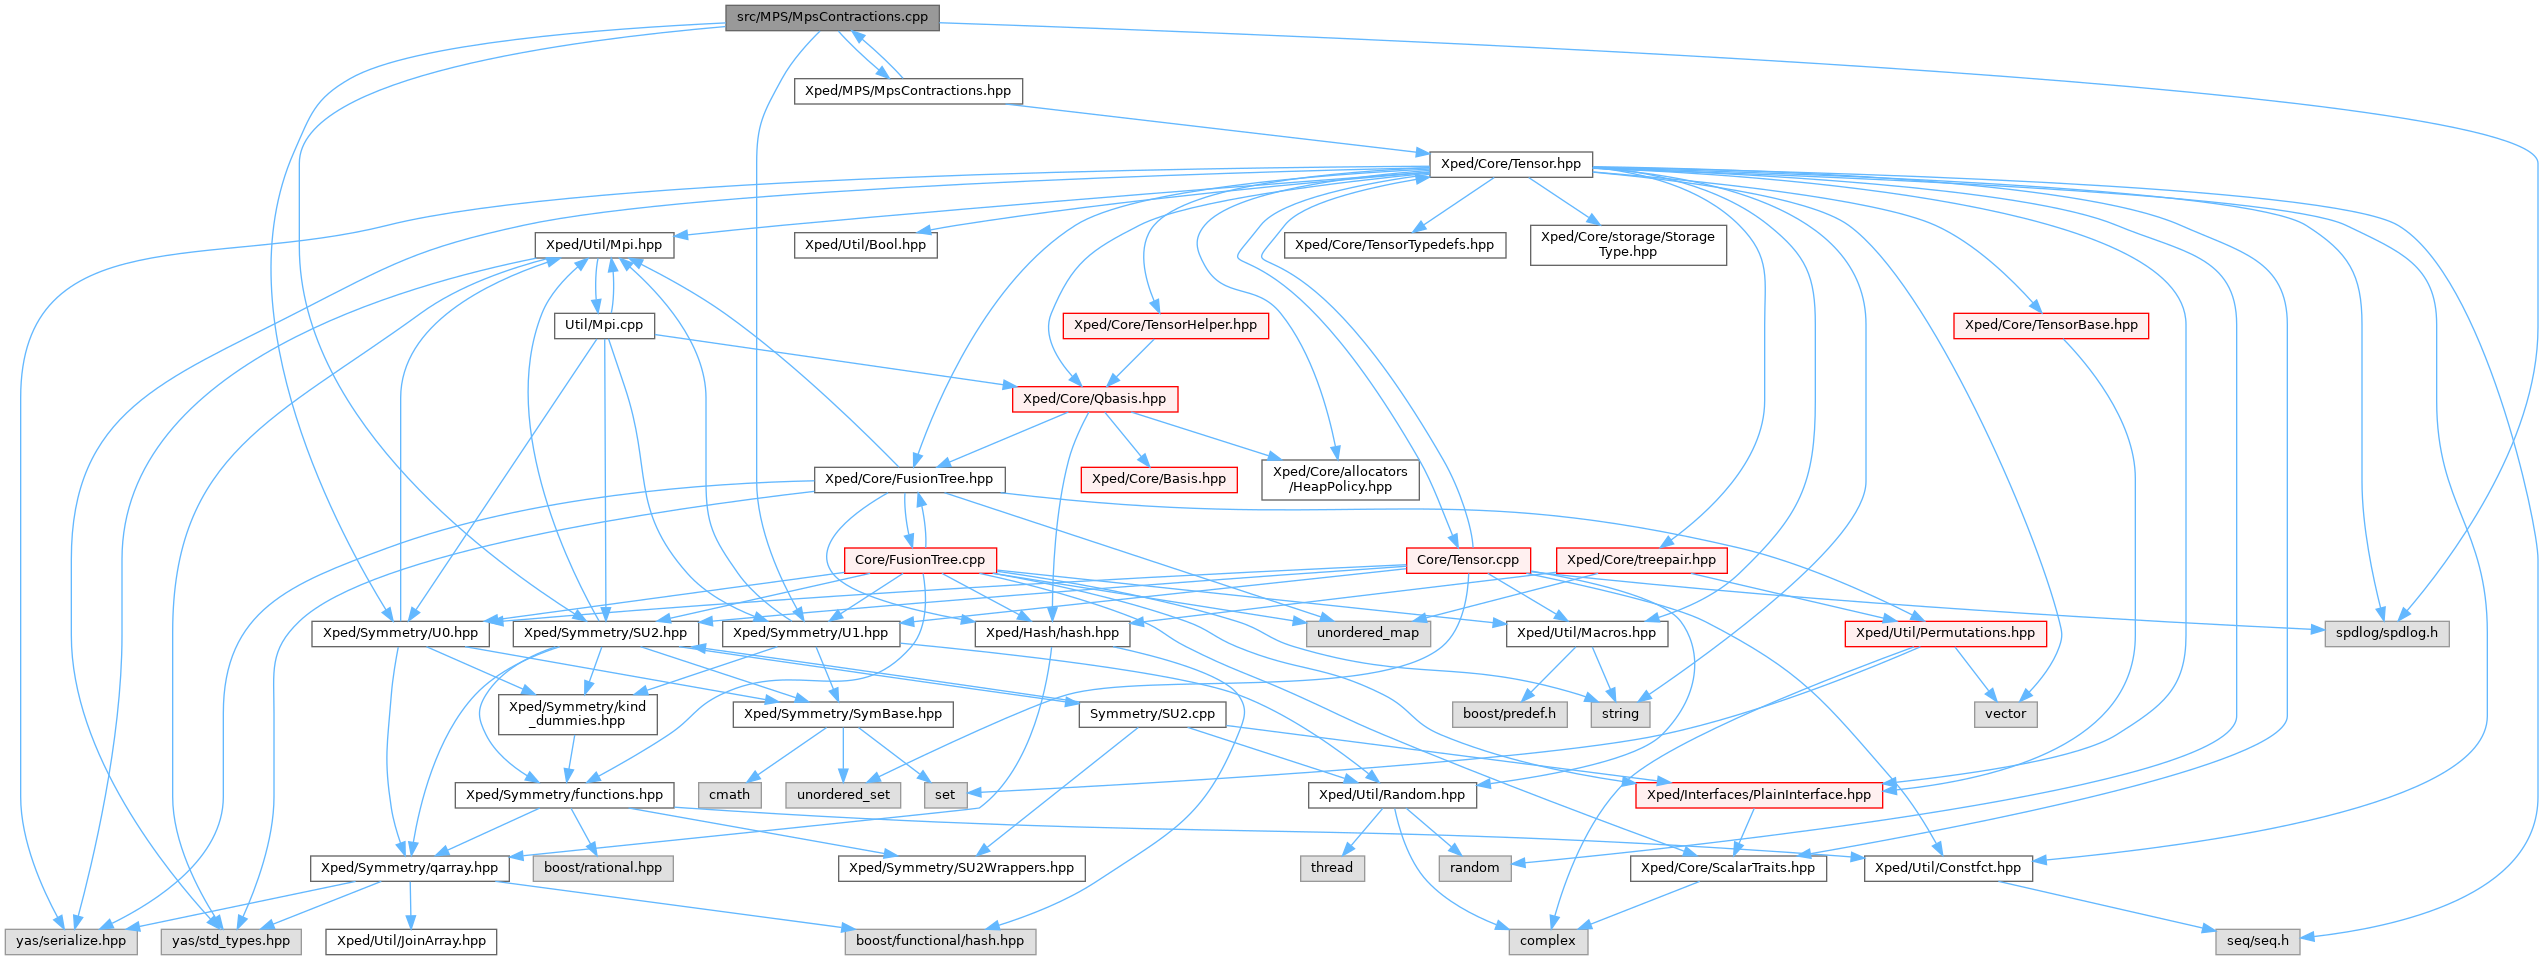 src/MPS/MpsContractions.cpp
Xped/MPS/MpsContractions.hpp
Xped/Core/Tensor.hpp
Xped/Util/Mpi.hpp
Xped/Util/Bool.hpp
Xped/Core/TensorTypedefs.hpp
Xped/Core/storage/Storage
Type.hpp
Util/Mpi.cpp
Xped/Core/TensorHelper.hpp
Xped/Core/TensorBase.hpp
Xped/Core/Qbasis.hpp
Xped/Core/FusionTree.hpp
Xped/Core/Basis.hpp
Xped/Core/allocators
/HeapPolicy.hpp
Core/FusionTree.cpp
Core/Tensor.cpp
Xped/Core/treepair.hpp
Xped/Symmetry/U0.hpp
Xped/Symmetry/SU2.hpp
Xped/Symmetry/U1.hpp
Xped/Hash/hash.hpp
unordered_map
Xped/Util/Macros.hpp
Xped/Util/Permutations.hpp
spdlog/spdlog.h
Xped/Symmetry/kind
_dummies.hpp
Xped/Symmetry/SymBase.hpp
Symmetry/SU2.cpp
boost/predef.h
string
vector
Xped/Symmetry/functions.hpp
cmath
unordered_set
set
Xped/Util/Random.hpp
Xped/Interfaces/PlainInterface.hpp
Xped/Symmetry/qarray.hpp
boost/rational.hpp
Xped/Symmetry/SU2Wrappers.hpp
thread
random
Xped/Core/ScalarTraits.hpp
Xped/Util/Constfct.hpp
yas/serialize.hpp
yas/std_types.hpp
Xped/Util/JoinArray.hpp
boost/functional/hash.hpp
complex
seq/seq.h